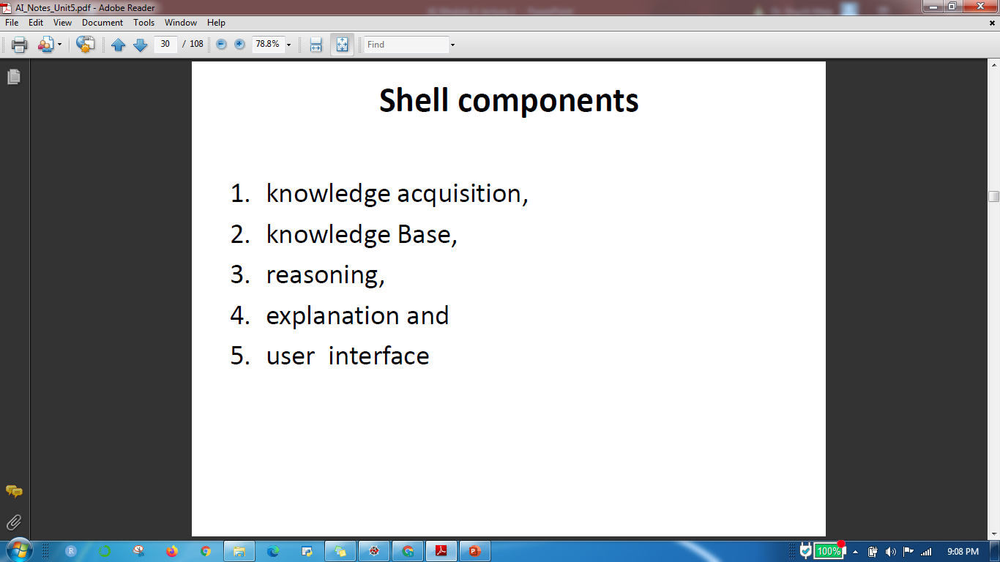 AI_Notes_Unit5.pdf - Adobe Reader
File Edit View Document Tools Window Help
30 / 108 78.8% Find
Shell components
1. knowledge acquisition,
2. knowledge Base,
3. reasoning,
4. explanation and
5. user interface
R 100% 9:08 PM